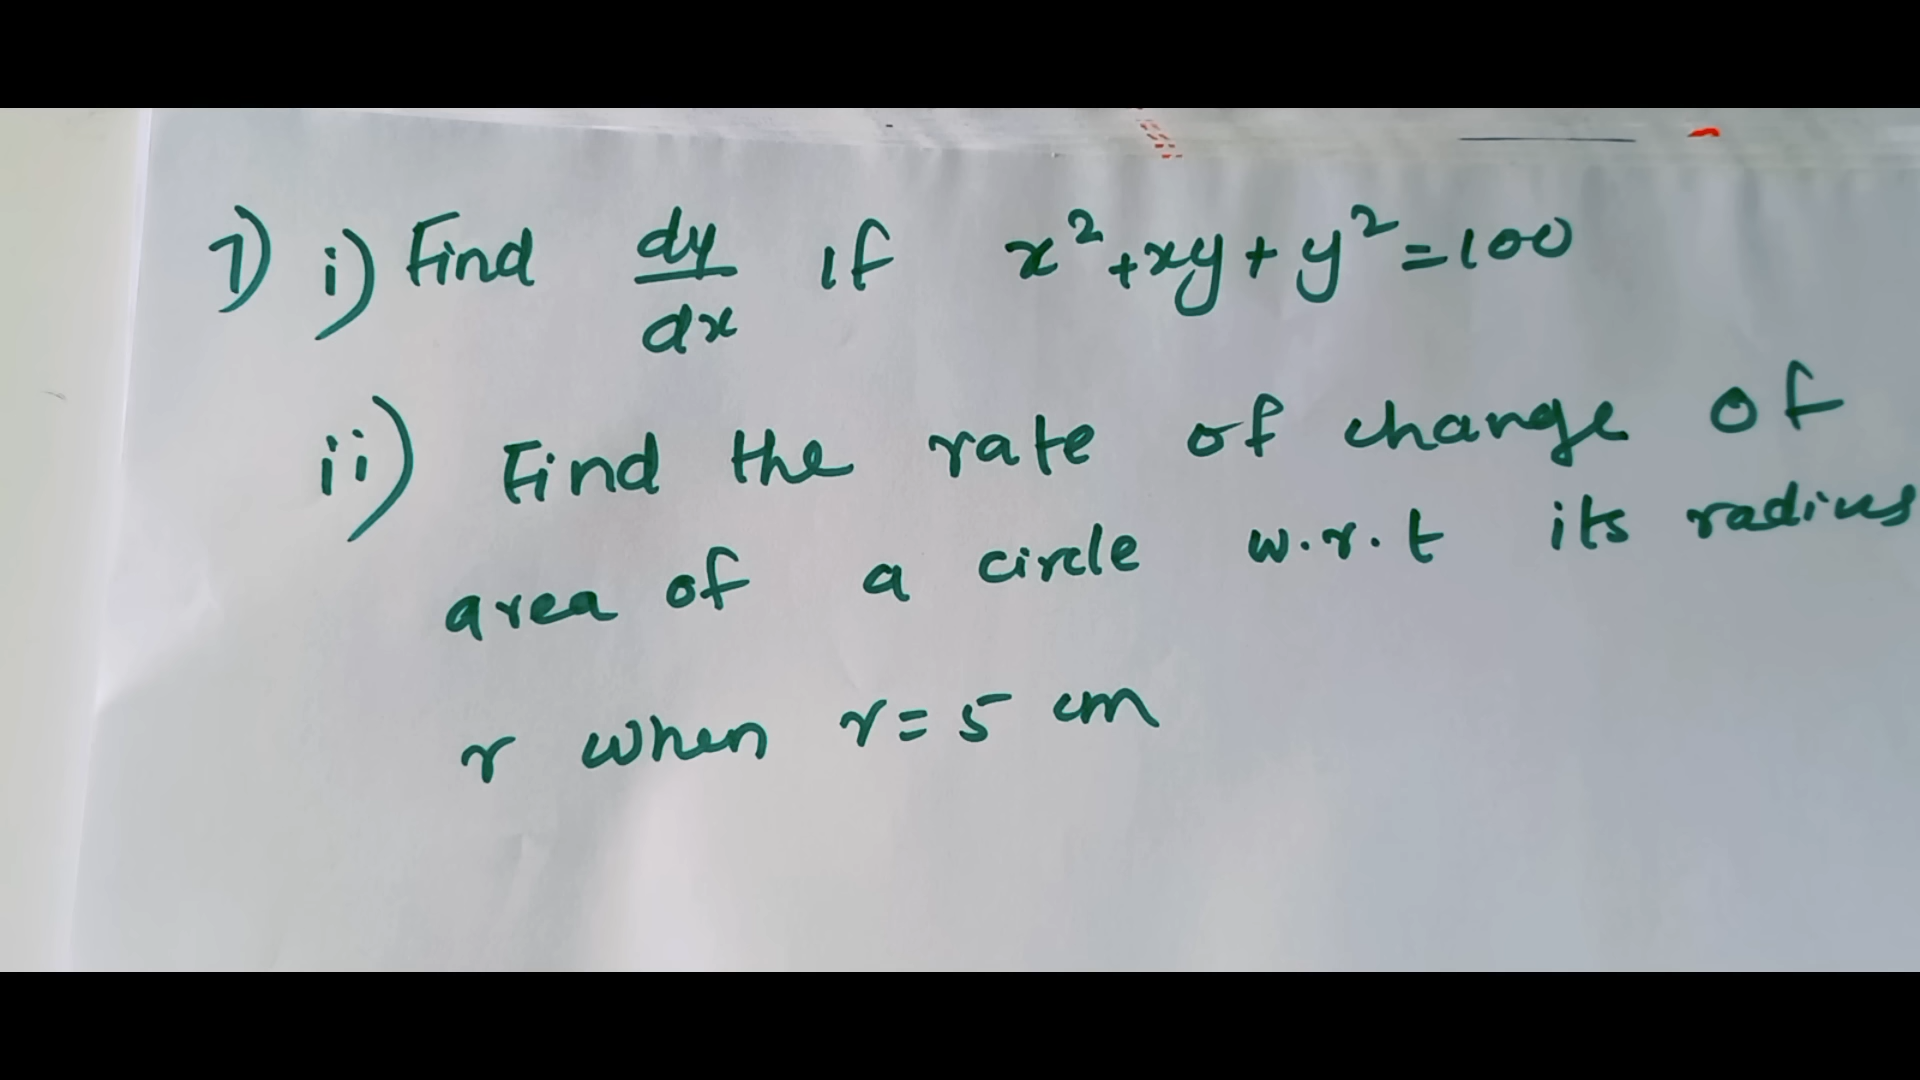 7) i) Find dy/dx if x²+xy+y²=100
ii) Find the rate of change of
area of a circle w.r.t its radius
r when r=5 cm